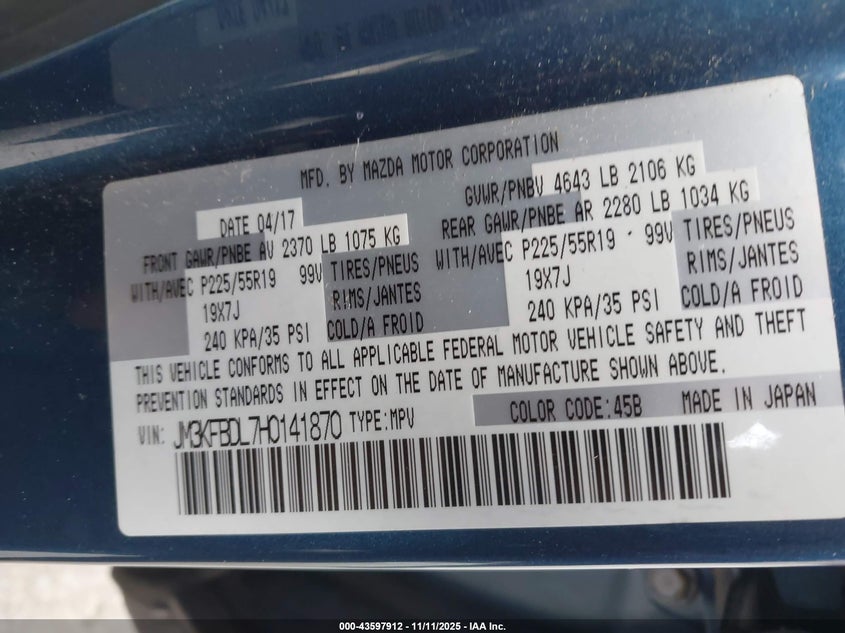 MFD. BY MAZDA MOTOR CORPORATION
DATE 04/17
GVWR/PNBV 4643 LB 2106 KG
FRONT GAWR/PNBE AV 2370 LB 1075 KG
REAR GAWR/PNBE AR 2280 LB 1034 KG
WITH/AVEC P225/55R19 99V TIRES/PNEUS
WITH/AVEC P225/55R19 99V TIRES/PNEUS
19X7J RIMS/JANTES
19X7J RIMS/JANTES
240 KPA/35 PSI COLD/A FROID
240 KPA/35 PSI COLD/A FROID
THIS VEHICLE CONFORMS TO ALL APPLICABLE FEDERAL MOTOR VEHICLE SAFETY AND THEFT
PREVENTION STANDARDS IN EFFECT ON THE DATE OF MANUFACTURE SHOWN ABOVE.
VIN: JM3KFBDL7H0141870 TYPE:MPV COLOR CODE:45B MADE IN JAPAN
000-43597912 - 11/11/2025 - IAA Inc.